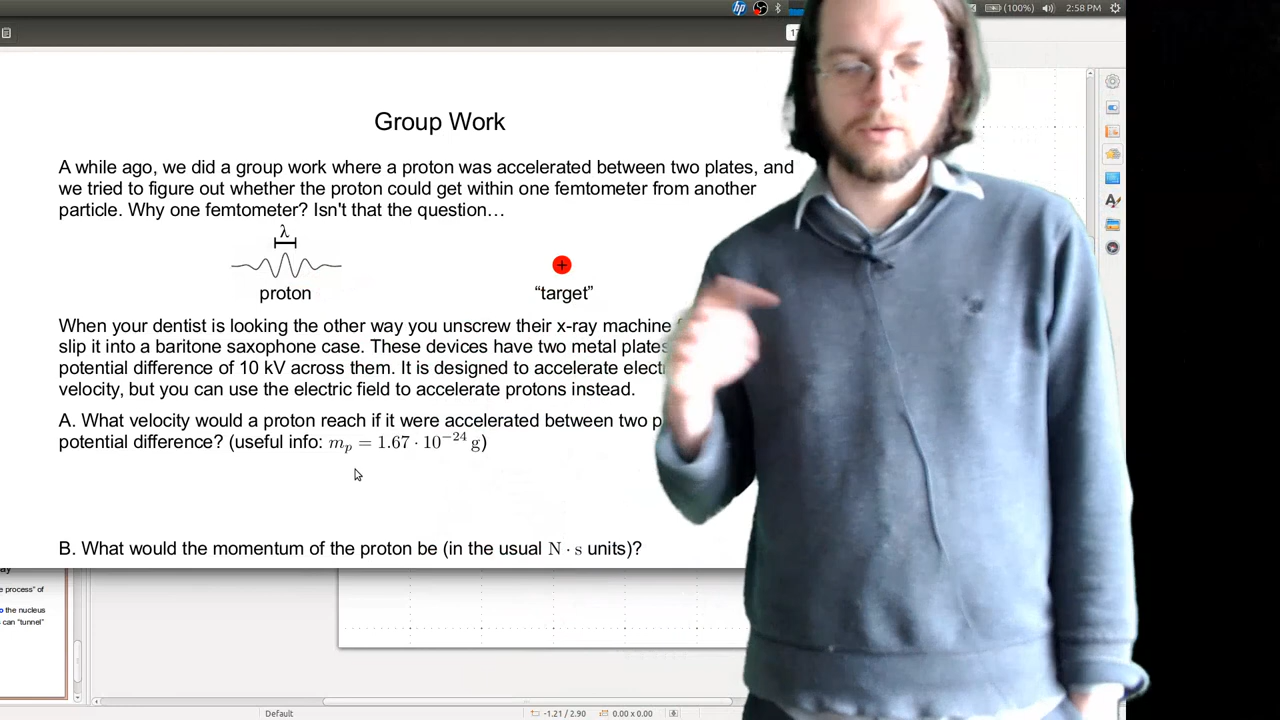 hp
(100%)
2:58 PM
Group Work
A while ago, we did a group work where a proton was accelerated between two plates, and
we tried to figure out whether the proton could get within one femtometer from another
particle. Why one femtometer? Isn't that the question…
λ
+
proton
“target”
When your dentist is looking the other way you unscrew their x-ray machine
slip it into a baritone saxophone case. These devices have two metal plates
potential difference of 10 kV across them. It is designed to accelerate elect
velocity, but you can use the electric field to accelerate protons instead.
A. What velocity would a proton reach if it were accelerated between two p
potential difference? (useful info: mₚ = 1.67 · 10⁻²⁴ g)
B. What would the momentum of the proton be (in the usual N · s units)?
e process" of
o the nucleus
can "tunnel"
Default
-1.21 / 2.90
0.00 x 0.00